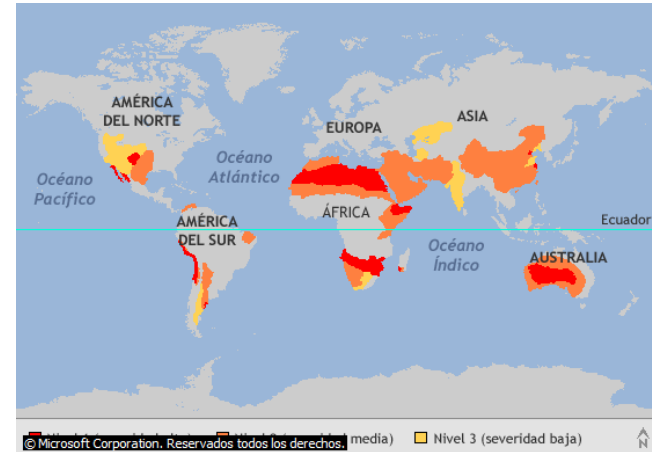 AMÉRICA
DEL NORTE
EUROPA
ASIA
Océano
Atlántico
Océano
Pacífico
ÁFRICA
AMÉRICA
DEL SUR
Ecuador
Océano
Índico
AUSTRALIA
media)
Nivel 3 (severidad baja)
N
© Microsoft Corporation. Reservados todos los derechos.